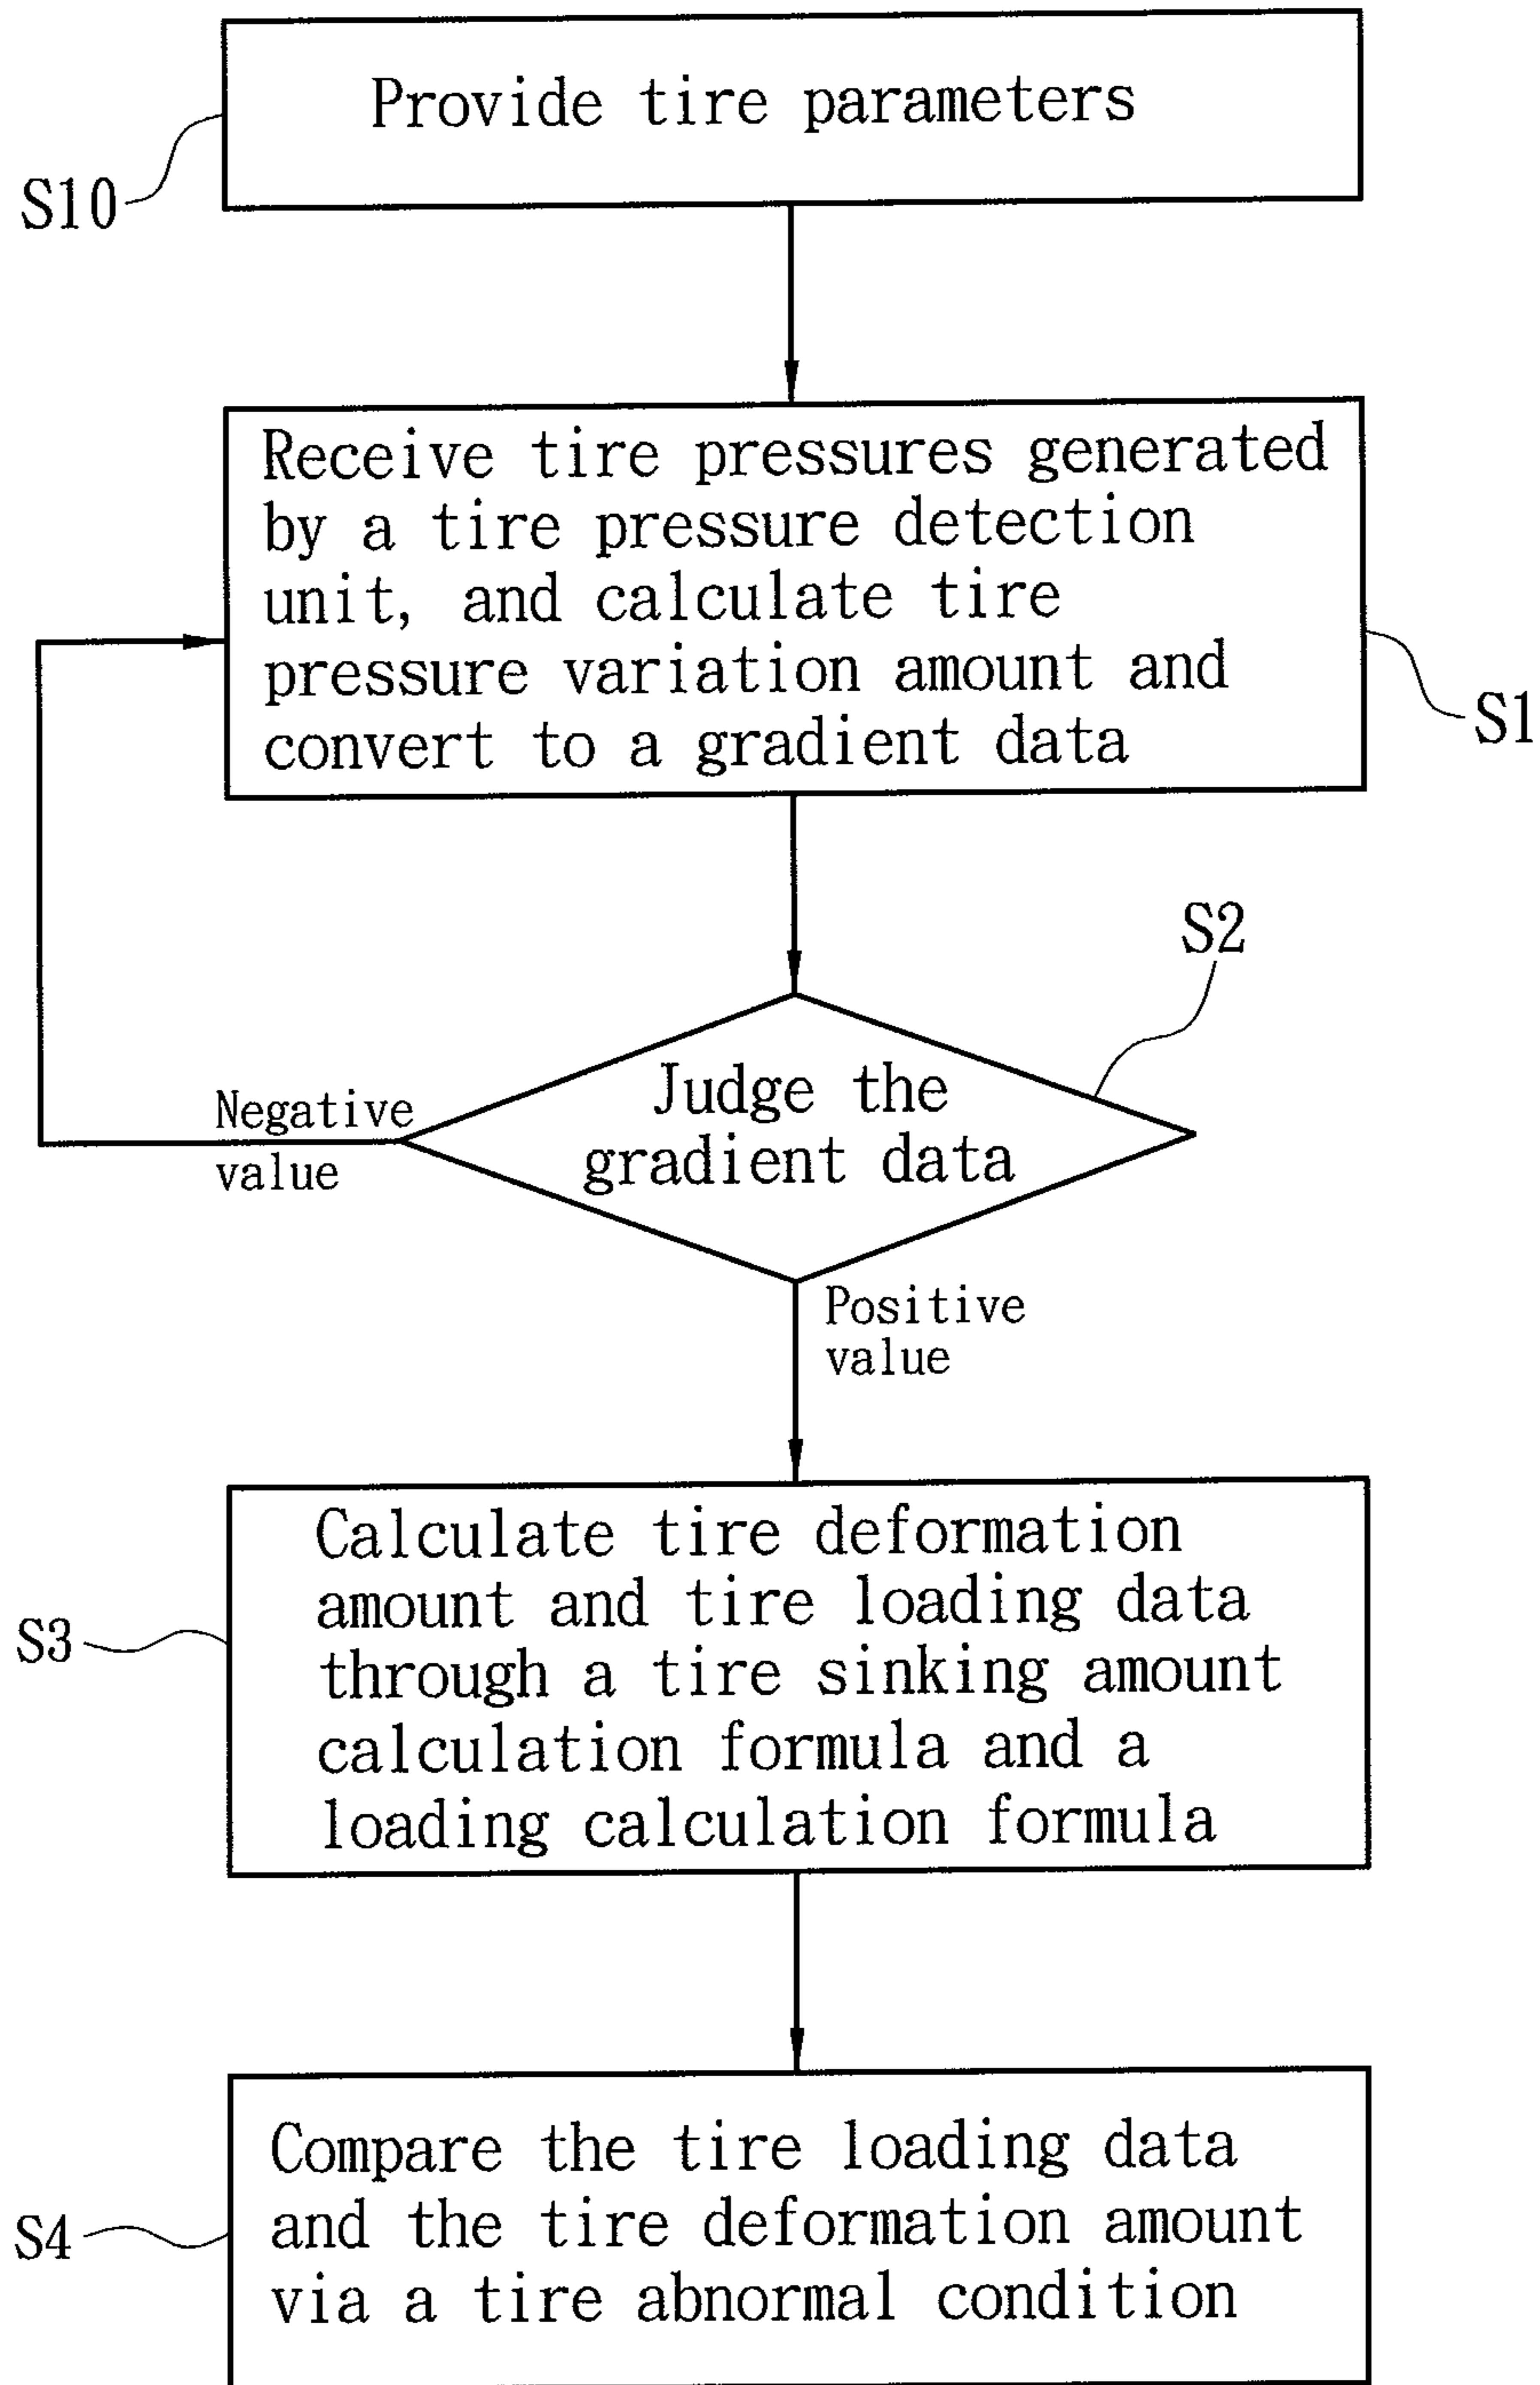 Provide tire parameters
S10
Receive tire pressures generated
by a tire pressure detection
unit, and calculate tire
pressure variation amount and
convert to a gradient data
S1
S2
Judge the
gradient data
Negative
value
Positive
value
Calculate tire deformation
amount and tire loading data
through a tire sinking amount
calculation formula and a
loading calculation formula
S3
Compare the tire loading data
and the tire deformation amount
via a tire abnormal condition
S4